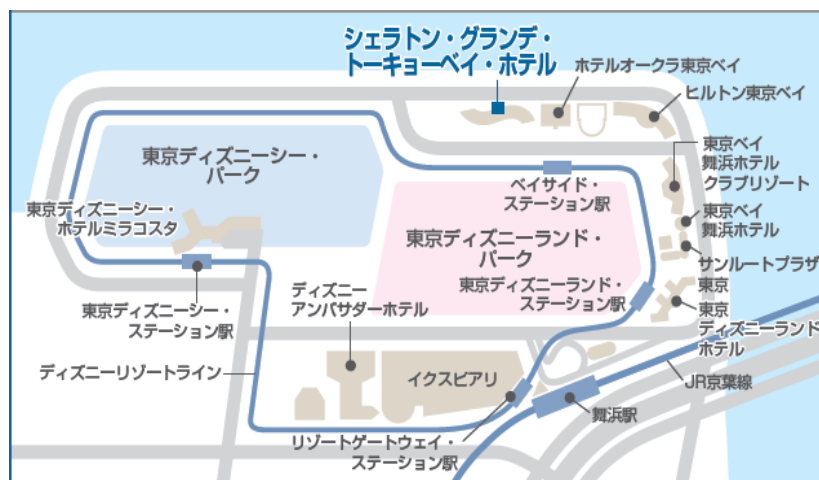 シェラトン・グランデ・
トーキョーベイ・ホテル
ホテルオークラ東京ベイ
ヒルトン東京ベイ
東京ディズニーシー・
パーク
東京ベイ
舞浜ホテル
クラブリゾート
ベイサイド・
ステーション駅
東京ディズニーシー・
ホテルミラコスタ
東京ベイ
舞浜ホテル
東京ディズニーランド・
パーク
サンルートプラザ
東京
東京ディズニーランド・
ステーション駅
東京ディズニーシー・
ステーション駅
ディズニー
アンバサダーホテル
東京
ディズニーランド
ホテル
ディズニーリゾートライン
イクスピアリ
JR京葉線
舞浜駅
リゾートゲートウェイ・
ステーション駅